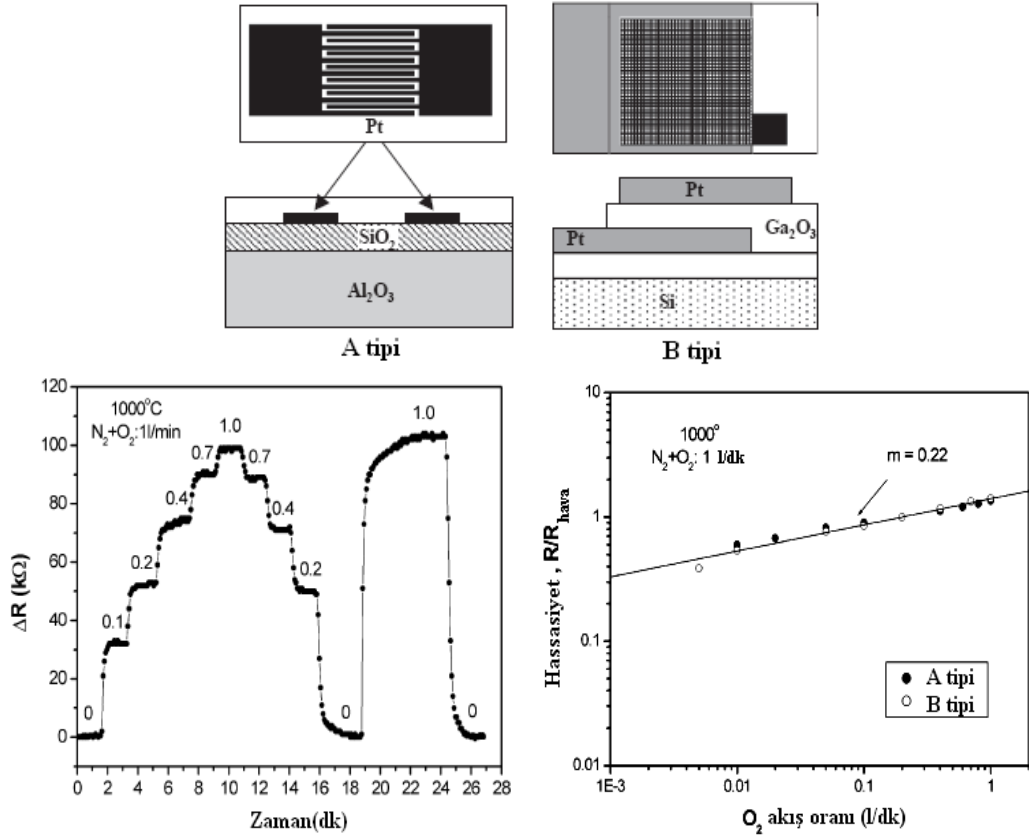 Pt
SiO₂
Al₂O₃
A tipi
Pt
Pt
Ga₂O₃
Si
B tipi
120
100
80
60
40
20
0
ΔR (kΩ)
1000°C
N₂+O₂:1l/min
0
0.1
0.2
0.4
0.7
1.0
0.7
0.4
0.2
0
1.0
0
0 2 4 6 8 10 12 14 16 18 20 22 24 26 28
Zaman(dk)
10
1
0.1
0.01
Hassasiyet , R/R_hava
1000°
N₂+O₂: 1 l/dk
m = 0.22
A tipi
B tipi
1E-3 0.01 0.1 1
O₂ akış oranı (l/dk)